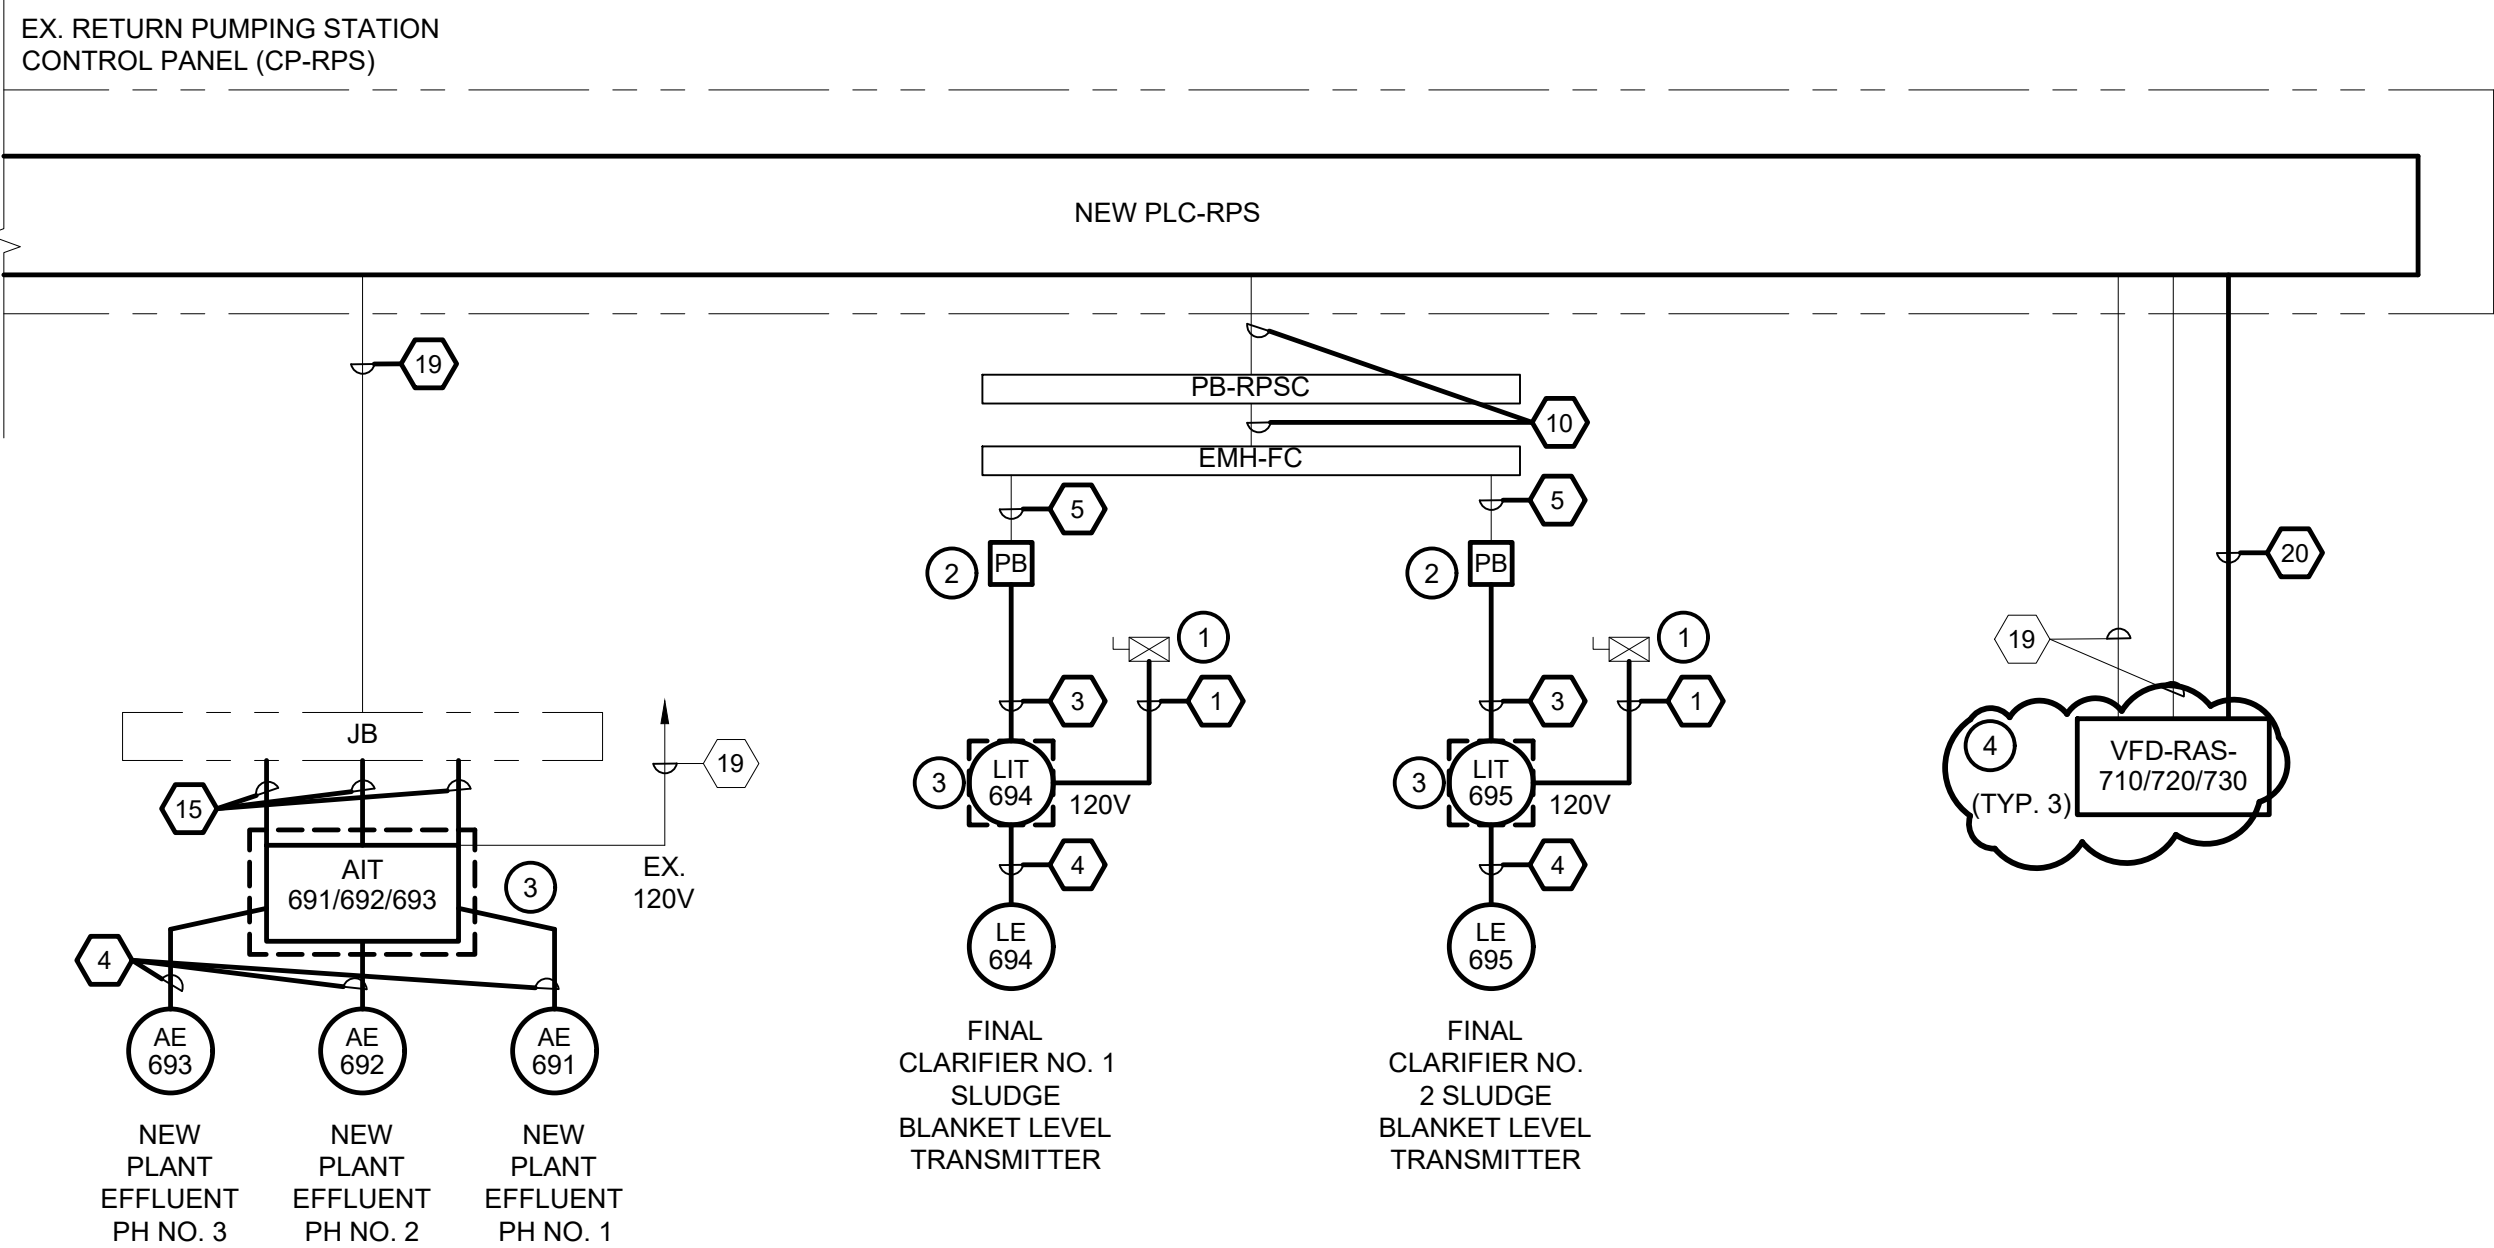 EX. RETURN PUMPING STATION
CONTROL PANEL (CP-RPS)
NEW PLC-RPS
19
PB-RPSC
10
EMH-FC
5
5
2
PB
2
PB
20
1
1
19
3
1
3
1
JB
19
15
3
LIT
694
120V
3
LIT
695
120V
4
(TYP. 3)
VFD-RAS-
710/720/730
AIT
691/692/693
3
EX.
120V
4
4
4
LE
694
LE
695
AE
693
AE
692
AE
691
NEW
PLANT
EFFLUENT
PH NO. 3
NEW
PLANT
EFFLUENT
PH NO. 2
NEW
PLANT
EFFLUENT
PH NO. 1
FINAL
CLARIFIER NO. 1
SLUDGE
BLANKET LEVEL
TRANSMITTER
FINAL
CLARIFIER NO.
2 SLUDGE
BLANKET LEVEL
TRANSMITTER